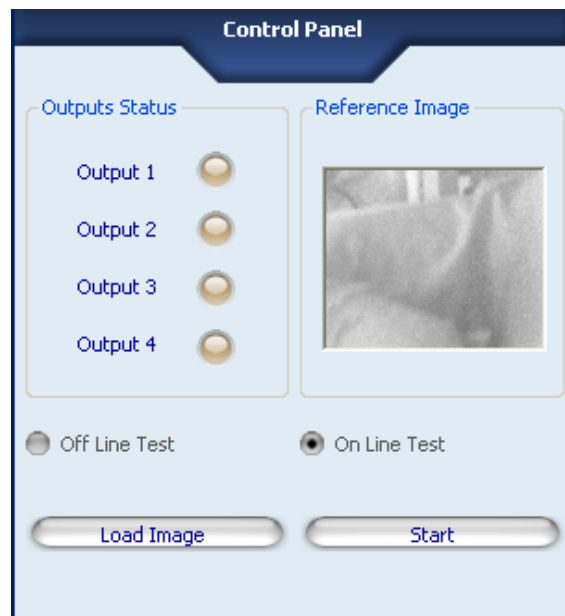 Control Panel
Outputs Status
Output 1
Output 2
Output 3
Output 4
Reference Image
Off Line Test
On Line Test
Load Image
Start